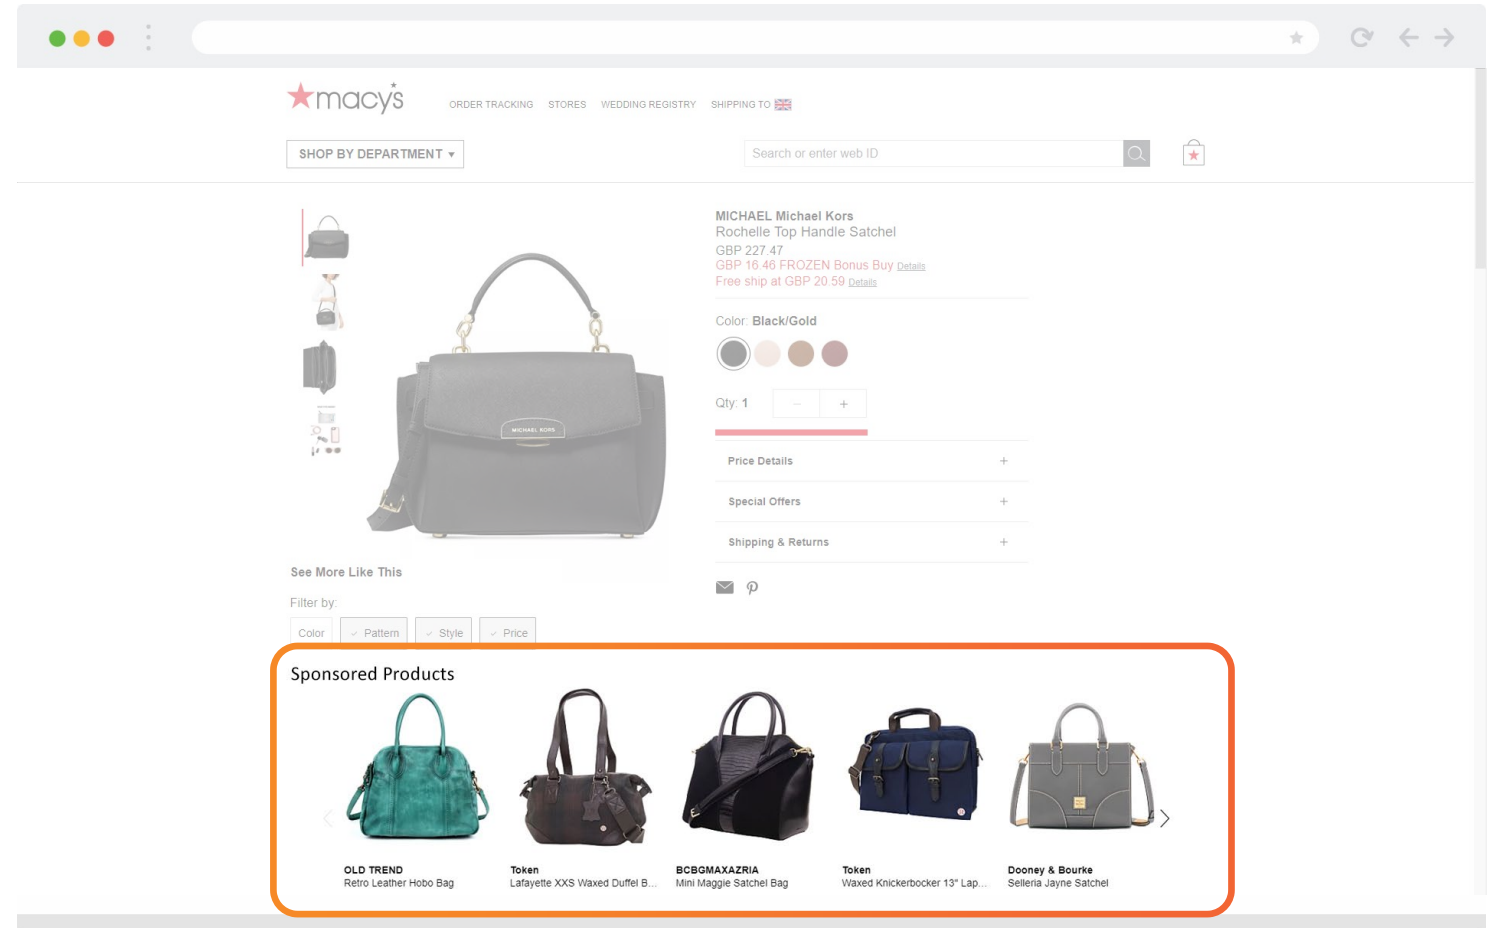 macy's
ORDER TRACKING STORES WEDDING REGISTRY SHIPPING TO
SHOP BY DEPARTMENT
Search or enter web ID
MICHAEL Michael Kors
Rochelle Top Handle Satchel
GBP 227.47
GBP 16.46 FROZEN Bonus Buy Details
Free ship at GBP 20.59 Details
Color: Black/Gold
Qty: 1 − +
MICHAEL KORS
Price Details +
Special Offers +
Shipping & Returns +
See More Like This
Filter by:
Color ✓ Pattern ✓ Style ✓ Price
Sponsored Products
OLD TREND
Retro Leather Hobo Bag
Token
Lafayette XXS Waxed Duffel B...
BCBGMAXAZRIA
Mini Maggie Satchel Bag
Token
Waxed Knickerbocker 13" Lap...
Dooney & Bourke
Selleria Jayne Satchel